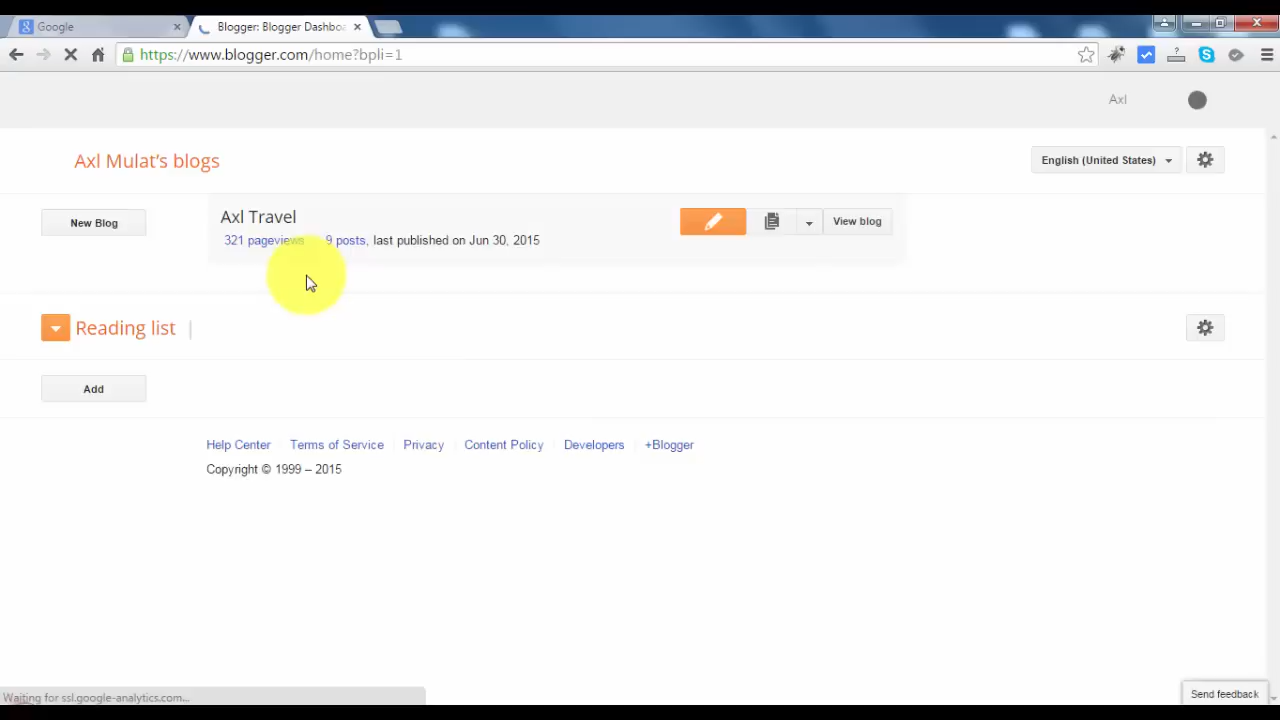 Google
Blogger: Blogger Dashbo
https://www.blogger.com/home?bpli=1
Axl
Axl Mulat's blogs
English (United States)
New Blog
Axl Travel
321 pageviews 9 posts, last published on Jun 30, 2015
View blog
Reading list |
Add
Help Center Terms of Service Privacy Content Policy Developers +Blogger
Copyright © 1999 – 2015
Waiting for ssl.google-analytics.com...
Send feedback